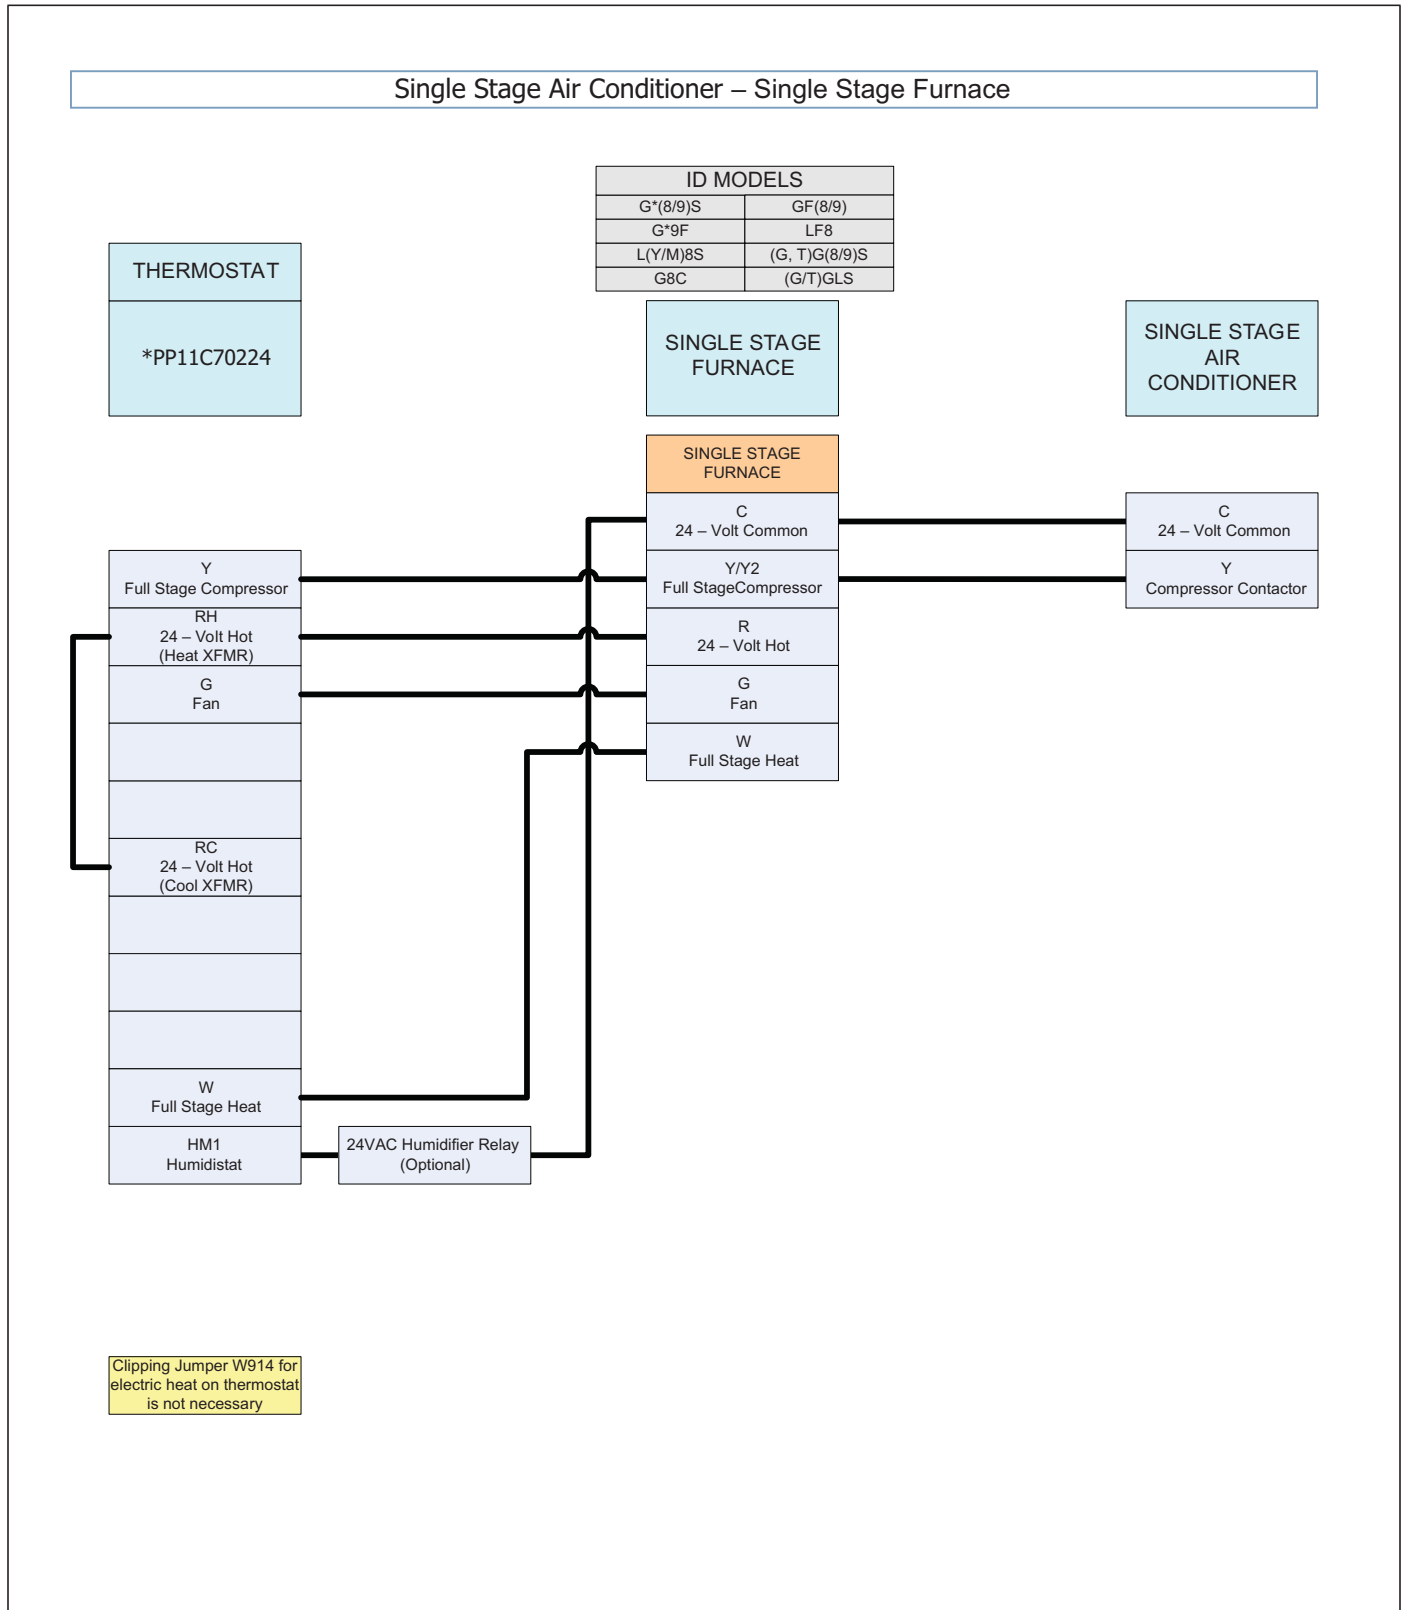 Single Stage Air Conditioner – Single Stage Furnace
ID MODELS
G*(8/9)S
GF(8/9)
G*9F
LF8
L(Y/M)8S
(G, T)G(8/9)S
G8C
(G/T)GLS
THERMOSTAT
*PP11C70224
SINGLE STAGE
FURNACE
SINGLE STAGE
AIR
CONDITIONER
SINGLE STAGE
FURNACE
C
24 – Volt Common
Y/Y2
Full StageCompressor
R
24 – Volt Hot
G
Fan
W
Full Stage Heat
C
24 – Volt Common
Y
Compressor Contactor
Y
Full Stage Compressor
RH
24 – Volt Hot
(Heat XFMR)
G
Fan
RC
24 – Volt Hot
(Cool XFMR)
W
Full Stage Heat
HM1
Humidistat
24VAC Humidifier Relay
(Optional)
Clipping Jumper W914 for
electric heat on thermostat
is not necessary